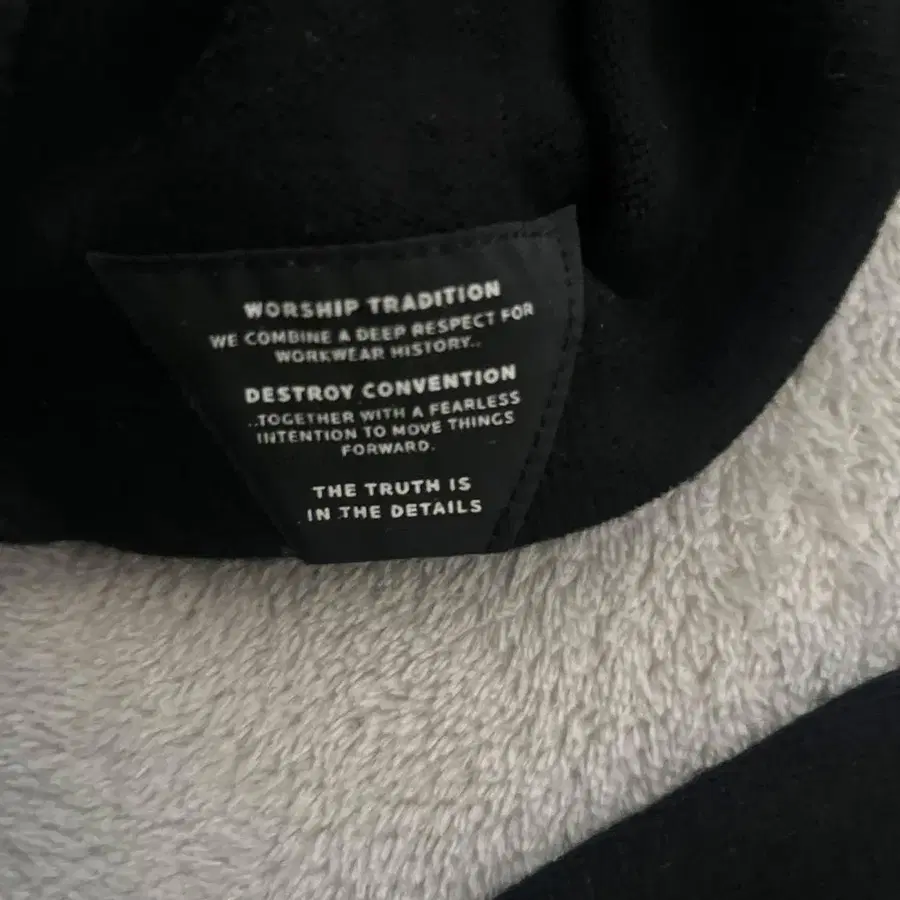 WORSHIP TRADITION
WE COMBINE A DEEP RESPECT FOR
WORKWEAR HISTORY..
DESTROY CONVENTION
..TOGETHER WITH A FEARLESS
INTENTION TO MOVE THINGS
FORWARD.
THE TRUTH IS
IN THE DETAILS